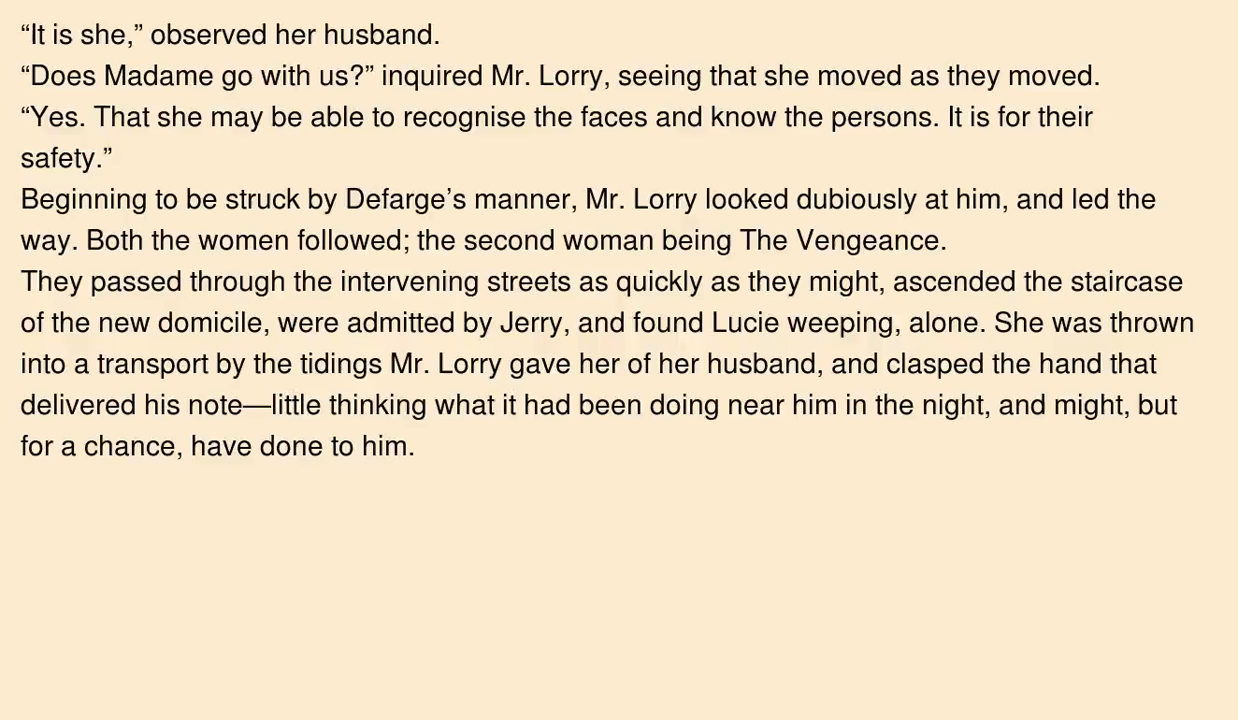 “It is she,” observed her husband.
“Does Madame go with us?” inquired Mr. Lorry, seeing that she moved as they moved.
“Yes. That she may be able to recognise the faces and know the persons. It is for their
safety.”
Beginning to be struck by Defarge’s manner, Mr. Lorry looked dubiously at him, and led the
way. Both the women followed; the second woman being The Vengeance.
They passed through the intervening streets as quickly as they might, ascended the staircase
of the new domicile, were admitted by Jerry, and found Lucie weeping, alone. She was thrown
into a transport by the tidings Mr. Lorry gave her of her husband, and clasped the hand that
delivered his note—little thinking what it had been doing near him in the night, and might, but
for a chance, have done to him.